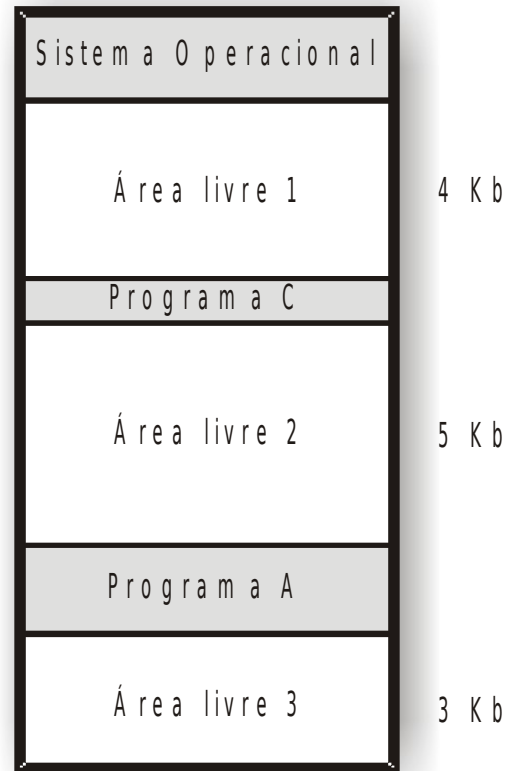 Sistema Operacional
Área livre 1
4 Kb
Programa C
Área livre 2
5 Kb
Programa A
Área livre 3
3 Kb